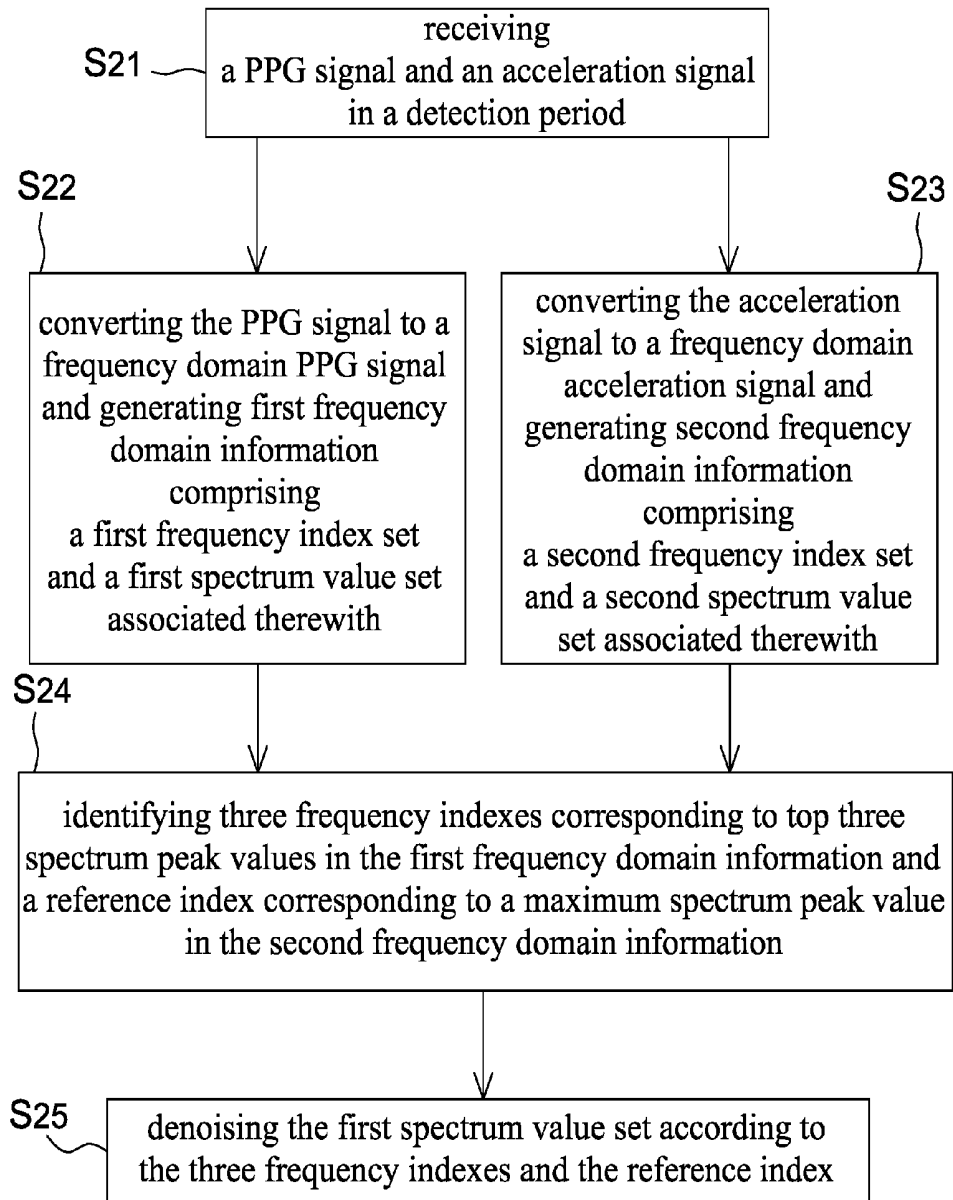 S21
receiving
a PPG signal and an acceleration signal
in a detection period
S22
converting the PPG signal to a
frequency domain PPG signal
and generating first frequency
domain information
comprising
a first frequency index set
and a first spectrum value set
associated therewith
S23
converting the acceleration
signal to a frequency domain
acceleration signal and
generating second frequency
domain information
comprising
a second frequency index set
and a second spectrum value
set associated therewith
S24
identifying three frequency indexes corresponding to top three
spectrum peak values in the first frequency domain information and
a reference index corresponding to a maximum spectrum peak value
in the second frequency domain information
S25
denoising the first spectrum value set according to
the three frequency indexes and the reference index